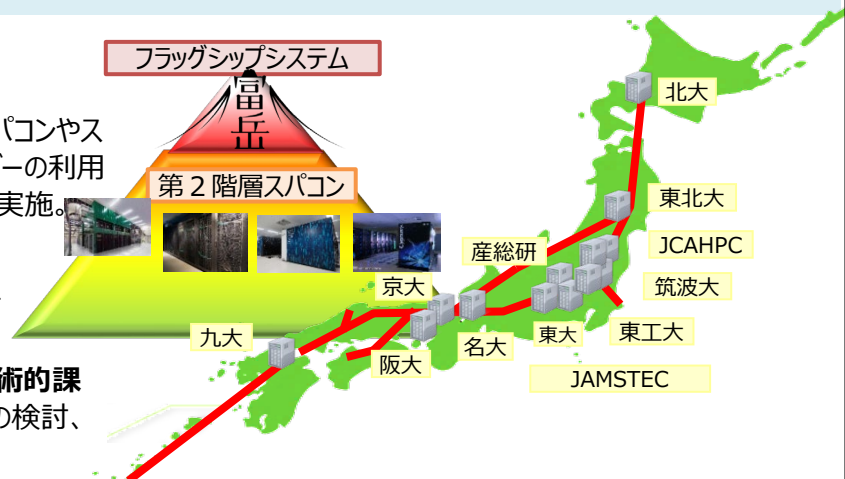 フラッグシップシステム
富岳
第２階層スパコン
パコンやス
ダーの利用
実施。
術的課
の検討、
北大
東北大
JCAHPC
産総研
筑波大
京大
東工大
九大
阪大
名大
東大
JAMSTEC